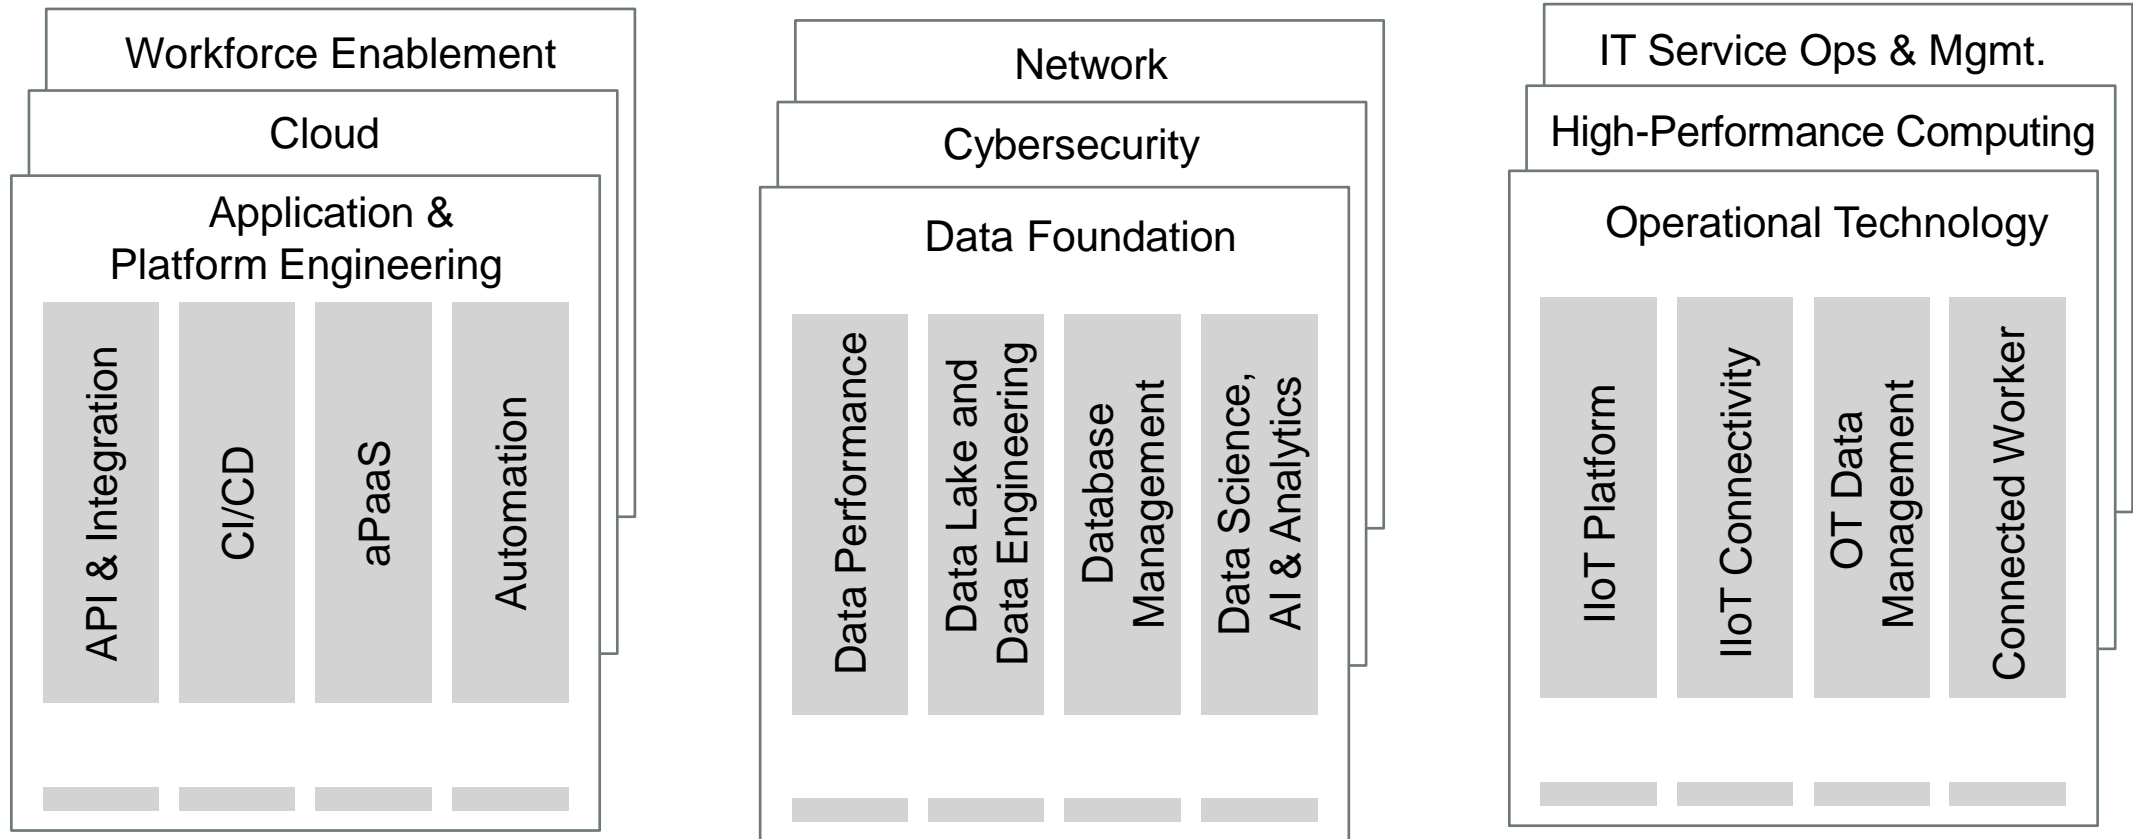 Workforce Enablement
Cloud
Application &
Platform Engineering
API & Integration
CI/CD
aPaaS
Automation
Network
Cybersecurity
Data Foundation
Data Performance
Data Lake and
Data Engineering
Database
Management
Data Science,
AI & Analytics
IT Service Ops & Mgmt.
High-Performance Computing
Operational Technology
IIoT Platform
IIoT Connectivity
OT Data
Management
Connected Worker